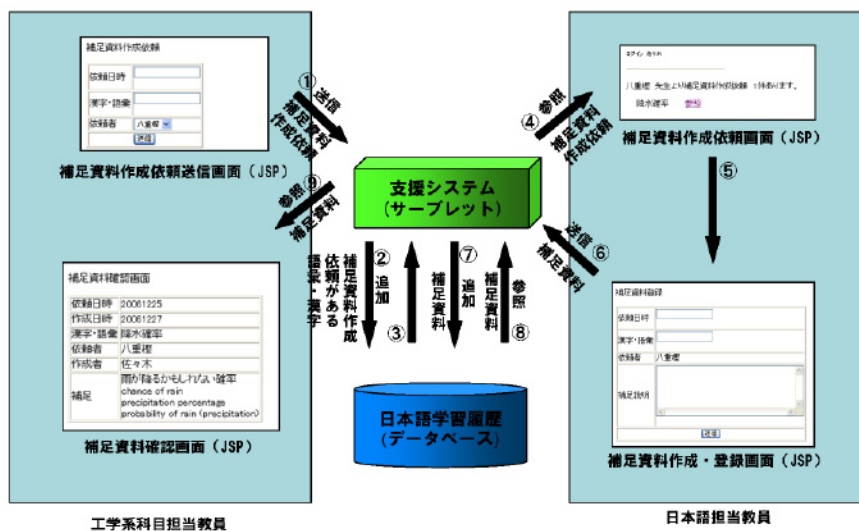 補足資料作成依頼
依頼日時
漢字・語彙
依頼者 八重樫
送信
補足資料作成依頼送信画面(JSP)
①送信
補足資料
作成依頼
④参照
補足資料
作成依頼
八重樫 先生より補足資料作成依頼 1件あります。
降水確率 参照
補足資料作成依頼画面(JSP)
⑤
⑨
参照
補足資料
支援システム
(サーブレット)
送信⑥
補足資料
②追加
補足資料作成
依頼がある
語彙・漢字
③
⑦追加
補足資料
参照⑧
補足資料
補足資料確認画面
依頼日時 20061225
作成日時 20061227
漢字・語彙 降水確率
依頼者 八重樫
作成者 佐々木
補足
雨が降るかもしれない確率
chance of rain
precipitation percentage
probability of rain (precipitation)
補足資料確認画面(JSP)
日本語学習履歴
(データベース)
補足資料登録
依頼日時
漢字・語彙
依頼者 八重樫
補足説明
送信
補足資料作成・登録画面(JSP)
工学系科目担当教員
日本語担当教員